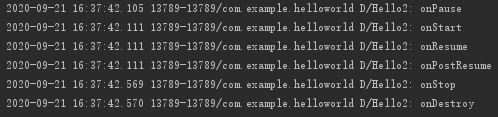 2020-09-21 16:37:42.105 13789-13789/com.example.helloworld D/Hello2: onPause
2020-09-21 16:37:42.111 13789-13789/com.example.helloworld D/Hello2: onStart
2020-09-21 16:37:42.111 13789-13789/com.example.helloworld D/Hello2: onResume
2020-09-21 16:37:42.111 13789-13789/com.example.helloworld D/Hello2: onPostResume
2020-09-21 16:37:42.569 13789-13789/com.example.helloworld D/Hello2: onStop
2020-09-21 16:37:42.570 13789-13789/com.example.helloworld D/Hello2: onDestroy